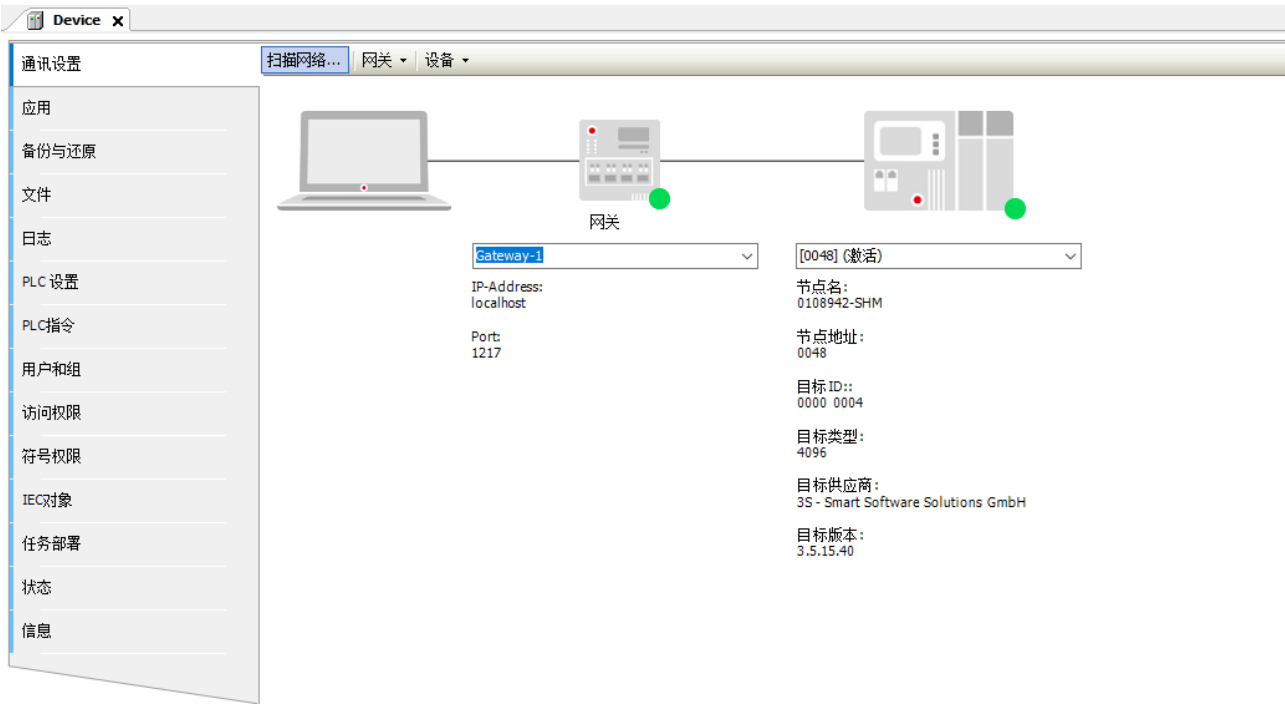 Device
通讯设置
应用
备份与还原
文件
日志
PLC 设置
PLC指令
用户和组
访问权限
符号权限
IEC对象
任务部署
状态
信息
扫描网络... 网关 设备
网关
Gateway-1
IP-Address:
localhost
Port:
1217
[0048] (激活)
节点名:
0108942-SHM
节点地址:
0048
目标 ID::
0000 0004
目标类型:
4096
目标供应商:
3S - Smart Software Solutions GmbH
目标版本:
3.5.15.40